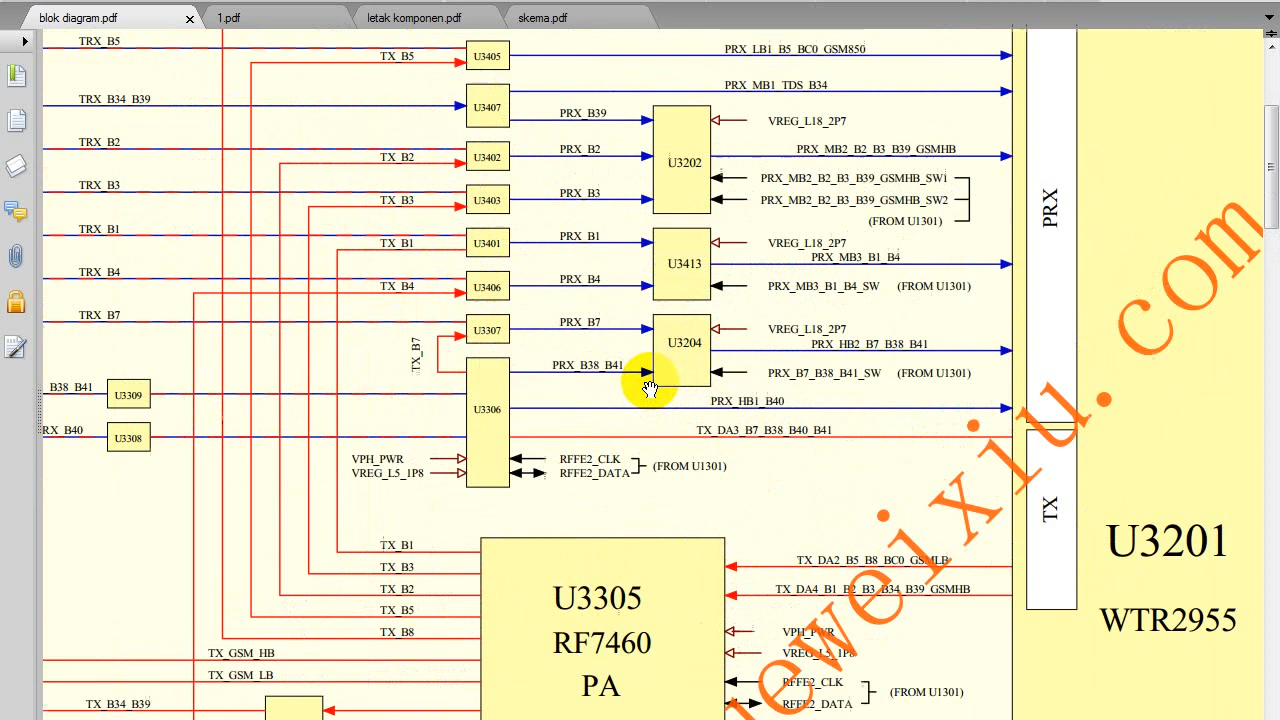 blok diagram.pdf
1.pdf
letak komponen.pdf
skema.pdf
TRX_B5
TX_B5
U3405
PRX_LB1_B5_BC0_GSM850
TRX_B34_B39
U3407
PRX_MB1_TDS_B34
PRX_B39
VREG_L18_2P7
TRX_B2
TX_B2
U3402
PRX_B2
U3202
PRX_MB2_B2_B3_B39_GSMHB
PRX_MB2_B2_B3_B39_GSMHB_SW1
TRX_B3
TX_B3
U3403
PRX_B3
PRX_MB2_B2_B3_B39_GSMHB_SW2
(FROM U1301)
PRX
TRX_B1
TX_B1
U3401
PRX_B1
VREG_L18_2P7
U3413
PRX_MB3_B1_B4
TRX_B4
TX_B4
U3406
PRX_B4
PRX_MB3_B1_B4_SW (FROM U1301)
TRX_B7
U3307
PRX_B7
VREG_L18_2P7
U3204
PRX_HB2_B7_B38_B41
TX_B7
PRX_B38_B41
PRX_B7_B38_B41_SW (FROM U1301)
B38_B41
U3309
U3306
PRX_HB1_B40
RX_B40
U3308
TX_DA3_B7_B38_B40_B41
VPH_PWR
VREG_L5_1P8
RFFE2_CLK
RFFE2_DATA
(FROM U1301)
TX
U3201
WTR2955
TX_B1
TX_B3
TX_B2
TX_B5
TX_B8
TX_GSM_HB
TX_GSM_LB
TX_B34_B39
U3305
RF7460
PA
TX_DA2_B5_B8_BC0_GSMLB
TX_DA4_B1_B2_B3_B34_B39_GSMHB
VPH_PWR
VREG_L5_1P8
RFFE2_CLK
RFFE2_DATA
(FROM U1301)
eweixiu.com